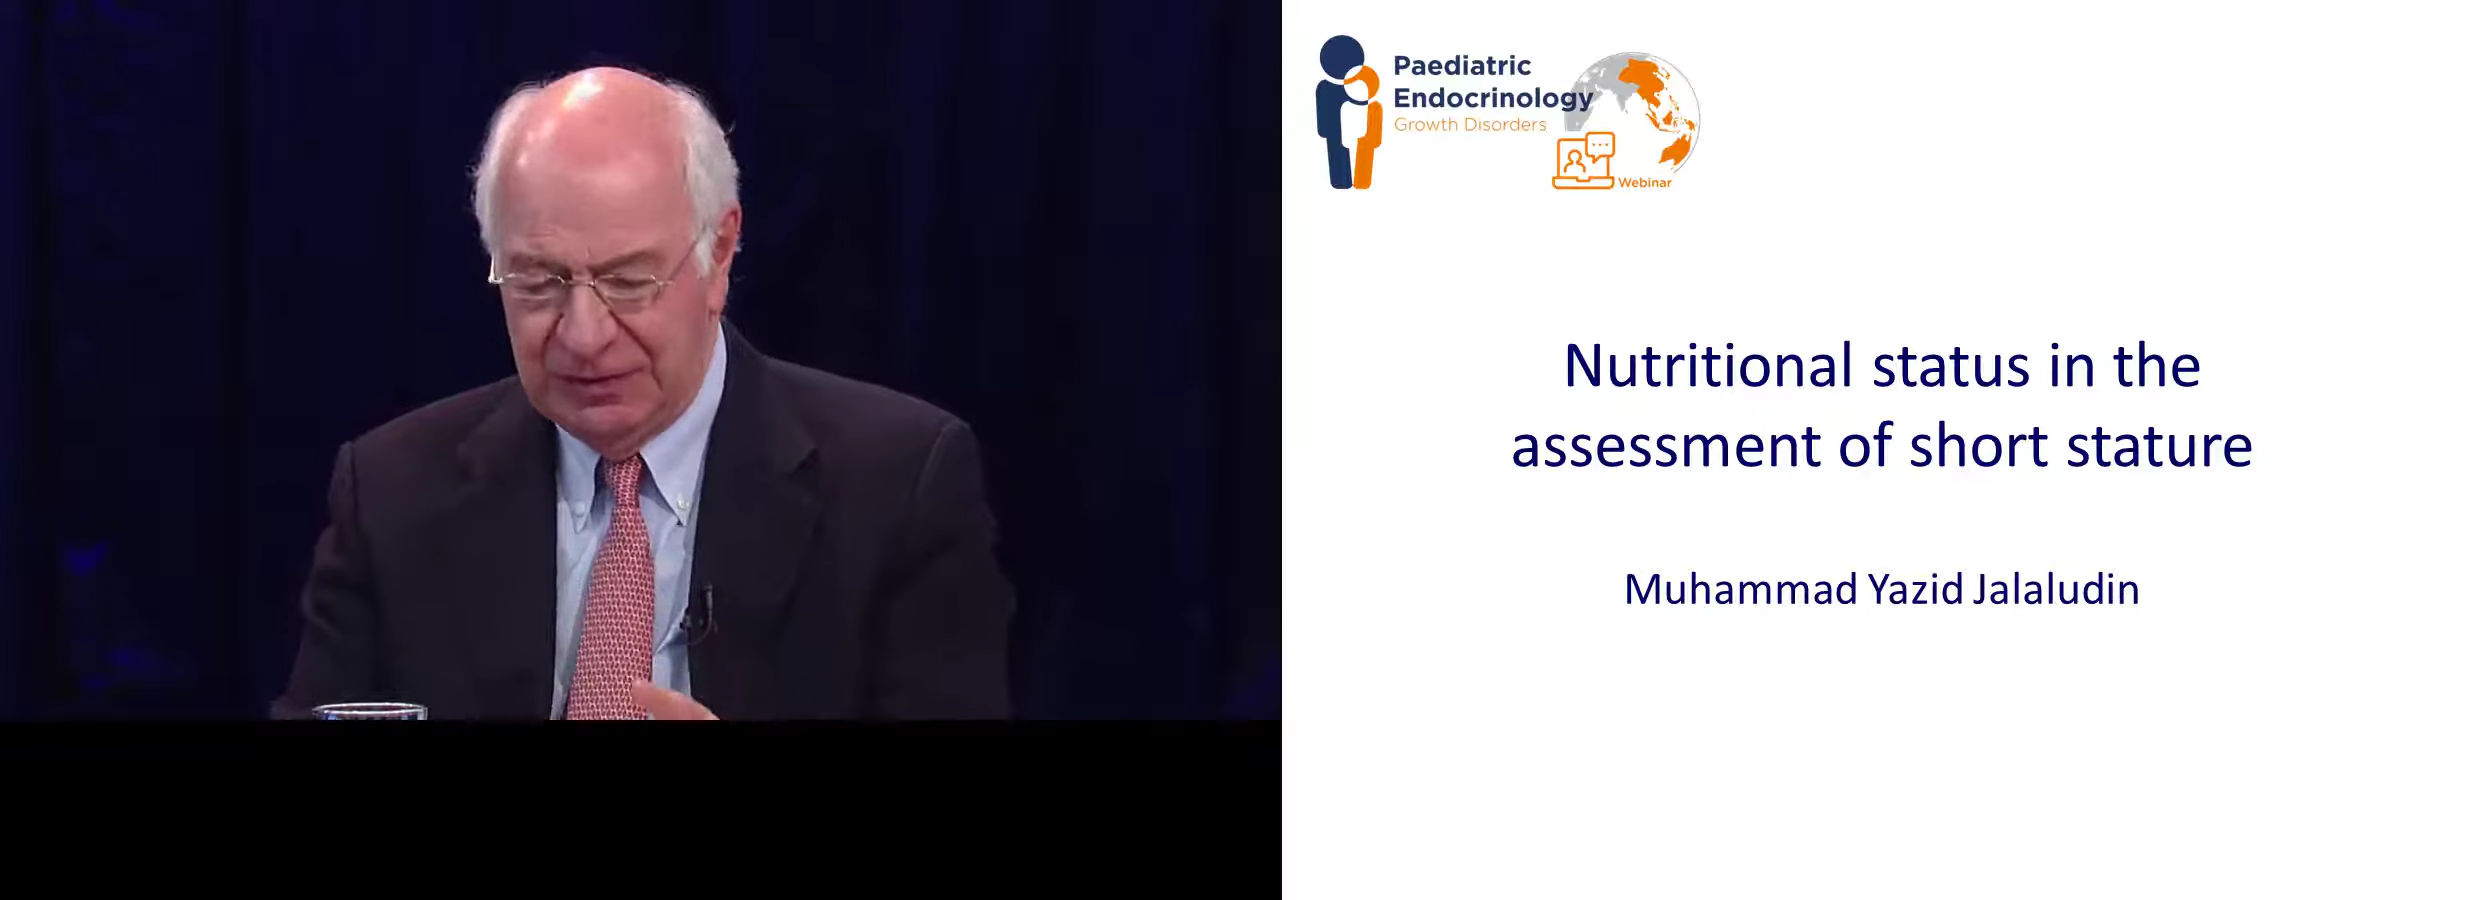 Paediatric
Endocrinology
Growth Disorders
Webinar
Nutritional status in the
assessment of short stature
Muhammad Yazid Jalaludin